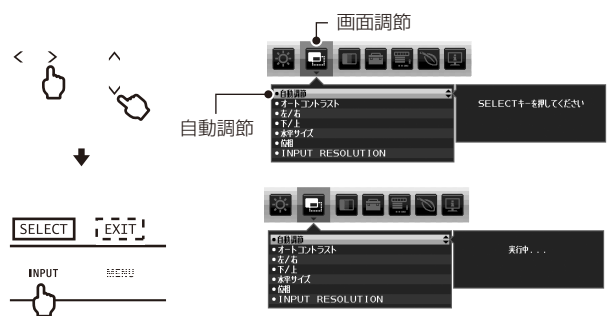 画面調節
自動調節
•自動調節
•オートコントラスト
•左/右
•下/上
•水平サイズ
•位相
•INPUT RESOLUTION
SELECTキーを押してください
SELECT
EXIT
INPUT
MENU
•自動調節
•オートコントラスト
•左/右
•下/上
•水平サイズ
•位相
•INPUT RESOLUTION
実行中...